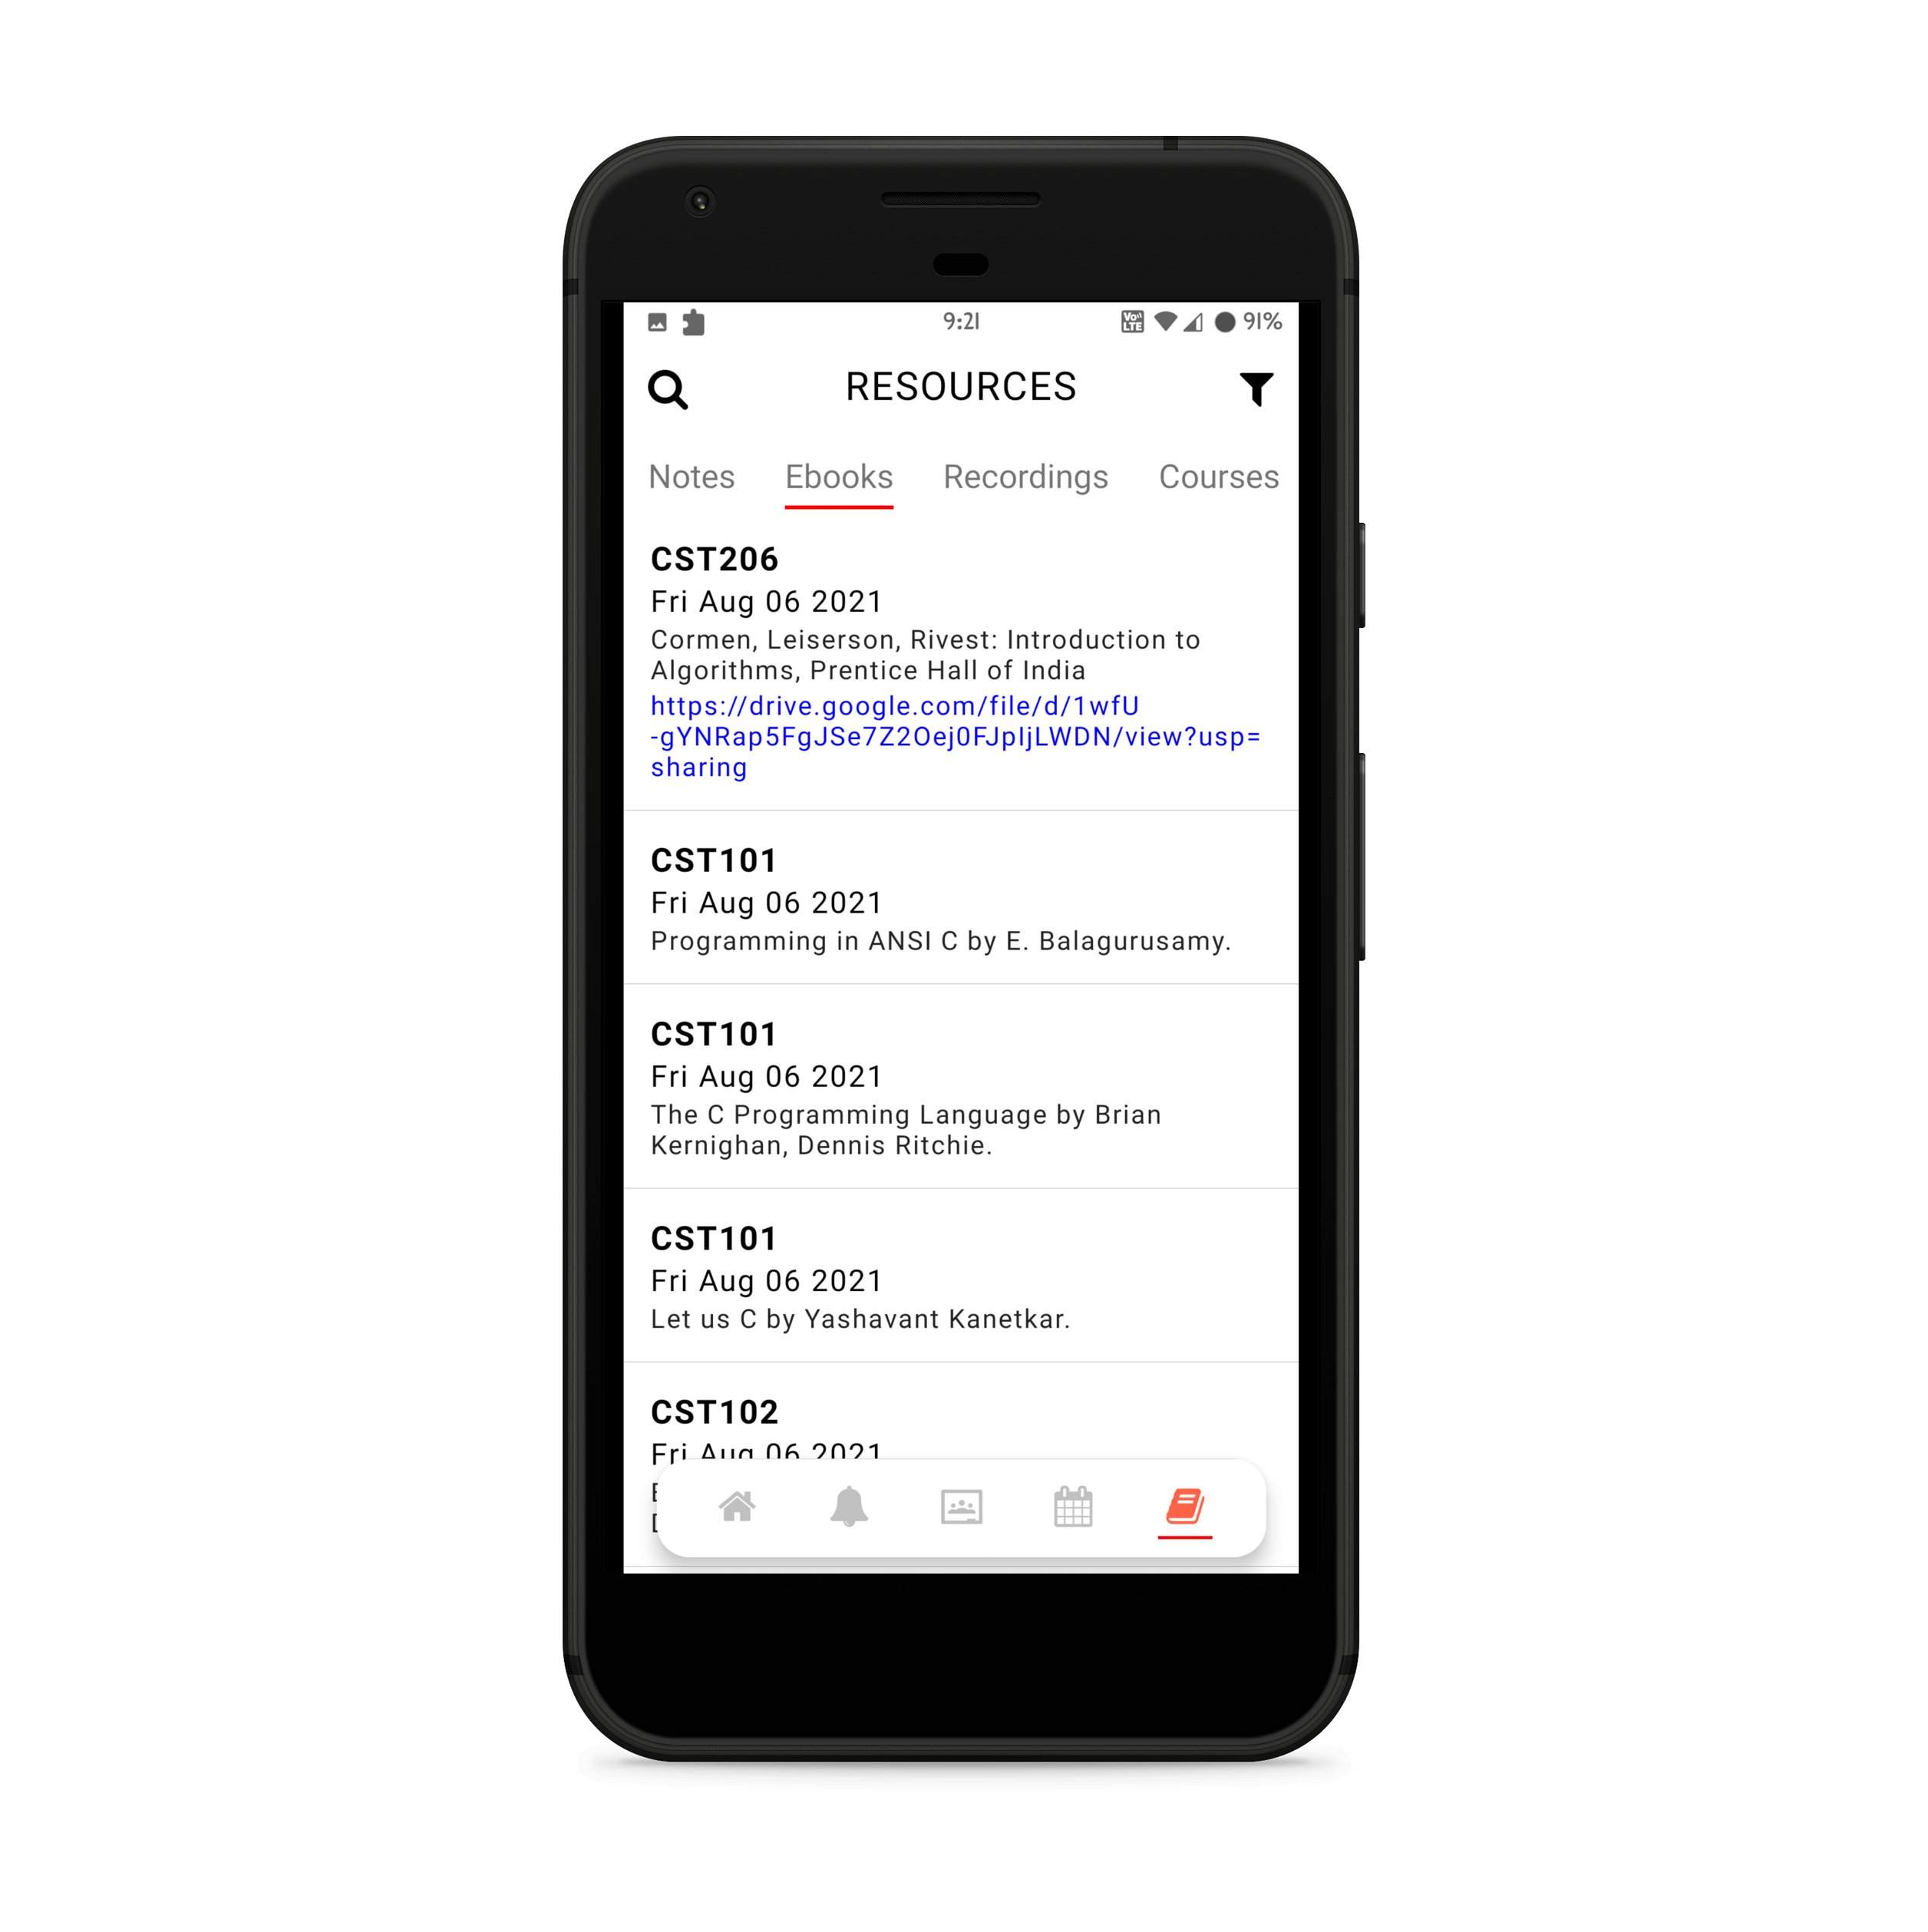 9:21
Vo)) LTE
91%
RESOURCES
Notes Ebooks Recordings Courses
CST206
Fri Aug 06 2021
Cormen, Leiserson, Rivest: Introduction to
Algorithms, Prentice Hall of India
https://drive.google.com/file/d/1wfU
-gYNRap5FgJSe7Z2Oej0FJpIjLWDN/view?usp=
sharing
CST101
Fri Aug 06 2021
Programming in ANSI C by E. Balagurusamy.
CST101
Fri Aug 06 2021
The C Programming Language by Brian
Kernighan, Dennis Ritchie.
CST101
Fri Aug 06 2021
Let us C by Yashavant Kanetkar.
CST102
Fri Aug 06 2021